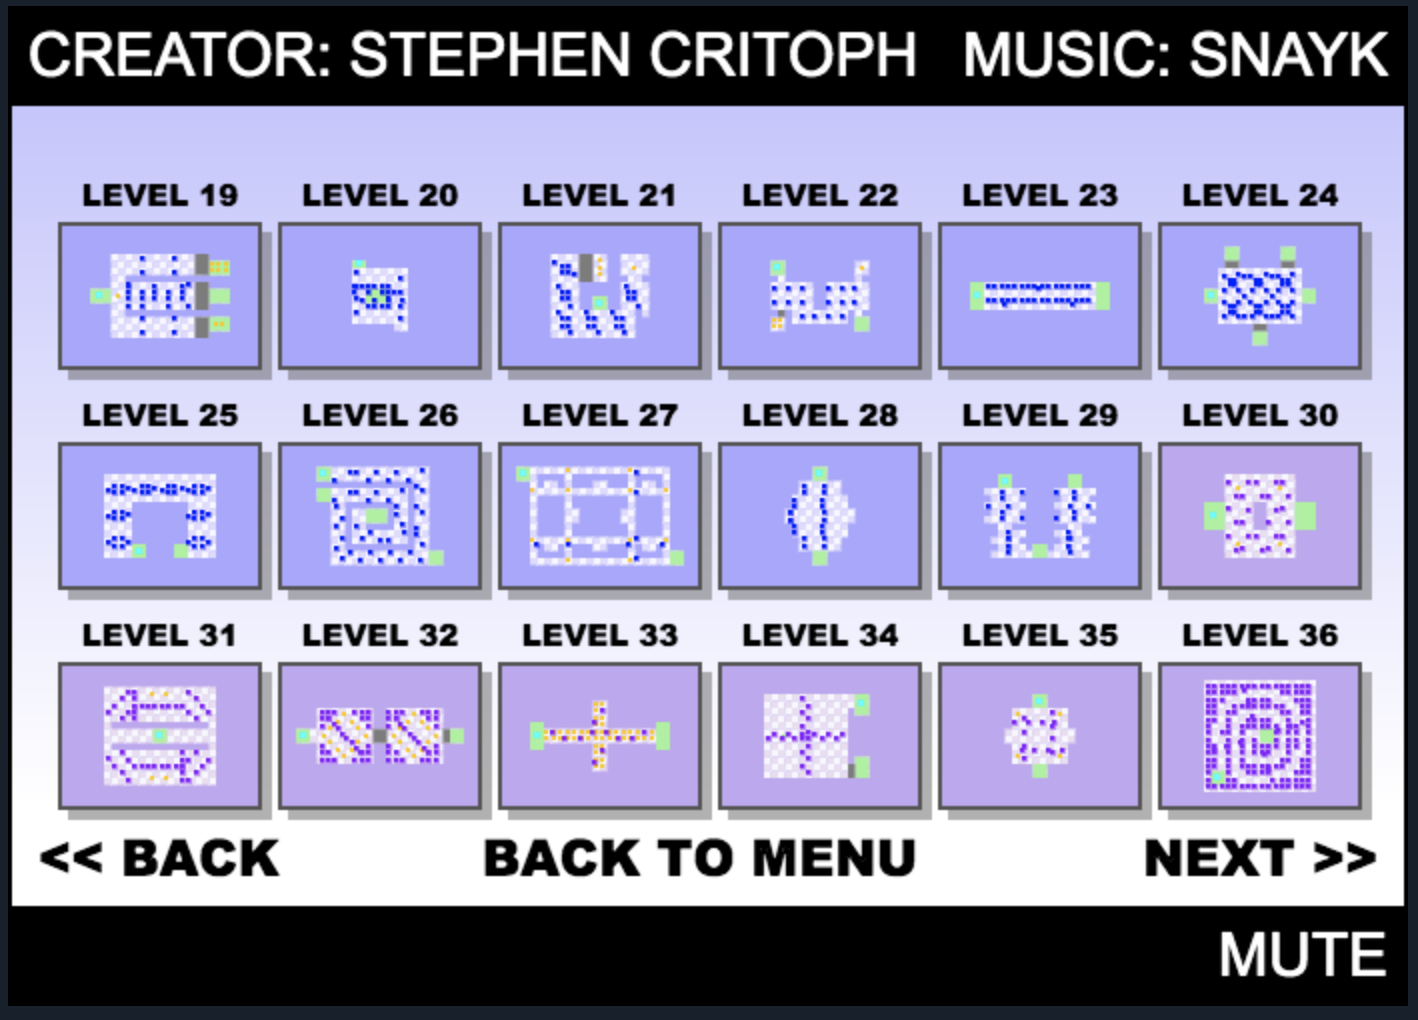 CREATOR: STEPHEN CRITOPH MUSIC: SNAYK
LEVEL 19 LEVEL 20 LEVEL 21 LEVEL 22 LEVEL 23 LEVEL 24
LEVEL 25 LEVEL 26 LEVEL 27 LEVEL 28 LEVEL 29 LEVEL 30
LEVEL 31 LEVEL 32 LEVEL 33 LEVEL 34 LEVEL 35 LEVEL 36
<< BACK BACK TO MENU NEXT >>
MUTE